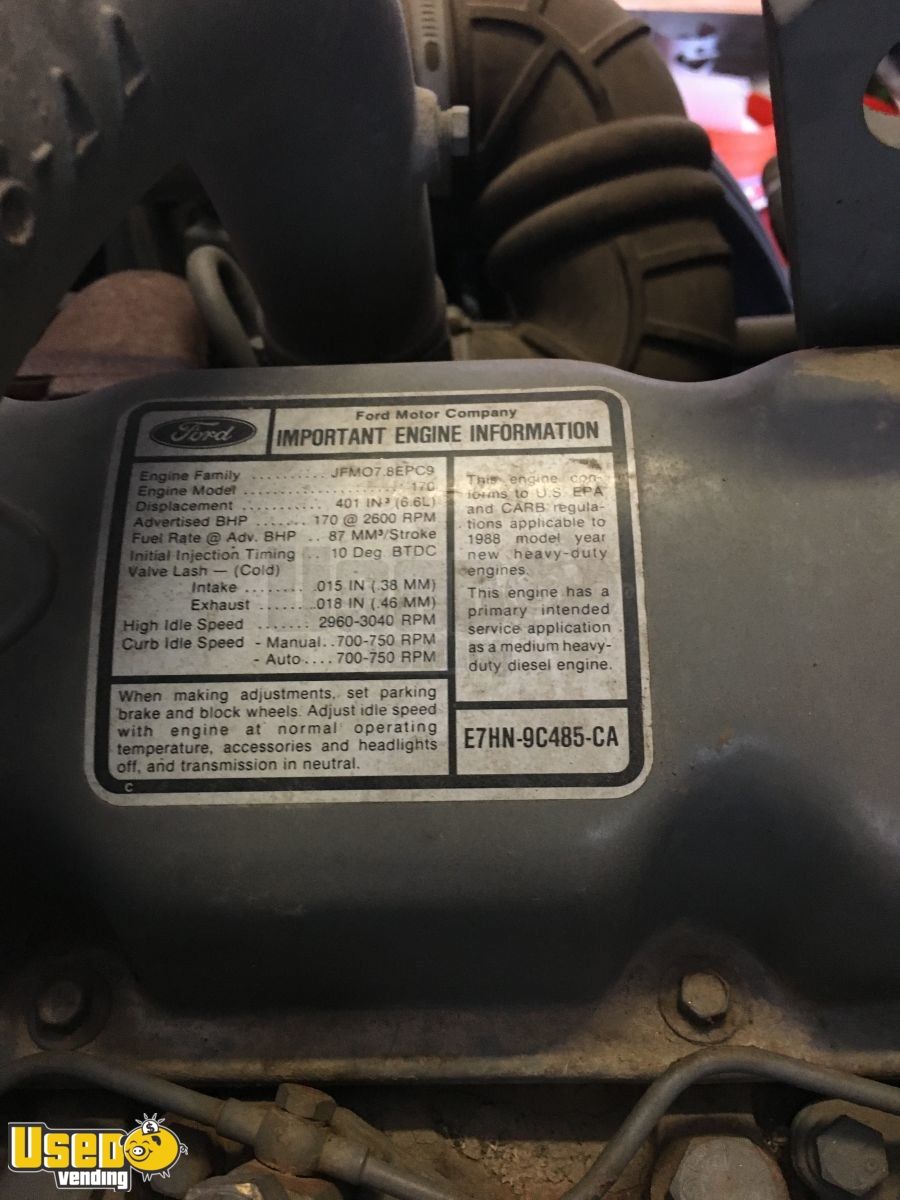 Ford
Ford Motor Company
IMPORTANT ENGINE INFORMATION
Engine Family ........ JFM07.8EPC9
Engine Model .................. 170
Displacement ....... 401 IN³ (6.6L)
Advertised BHP ...... 170 @ 2600 RPM
Fuel Rate @ Adv. BHP .. 87 MM³/Stroke
Initial Injection Timing .. 10 Deg BTDC
Valve Lash — (Cold)
Intake ........ .015 IN (.38 MM)
Exhaust ....... .018 IN (.46 MM)
High Idle Speed ....... 2960-3040 RPM
Curb Idle Speed - Manual..700-750 RPM
- Auto....700-750 RPM
This engine con-
forms to U.S. EPA
and CARB regula-
tions applicable to
1988 model year
new heavy-duty
engines.
This engine has a
primary intended
service application
as a medium heavy-
duty diesel engine.
When making adjustments, set parking
brake and block wheels. Adjust idle speed
with engine at normal operating
temperature, accessories and headlights
off, and transmission in neutral.
E7HN-9C485-CA
C
USED
vending